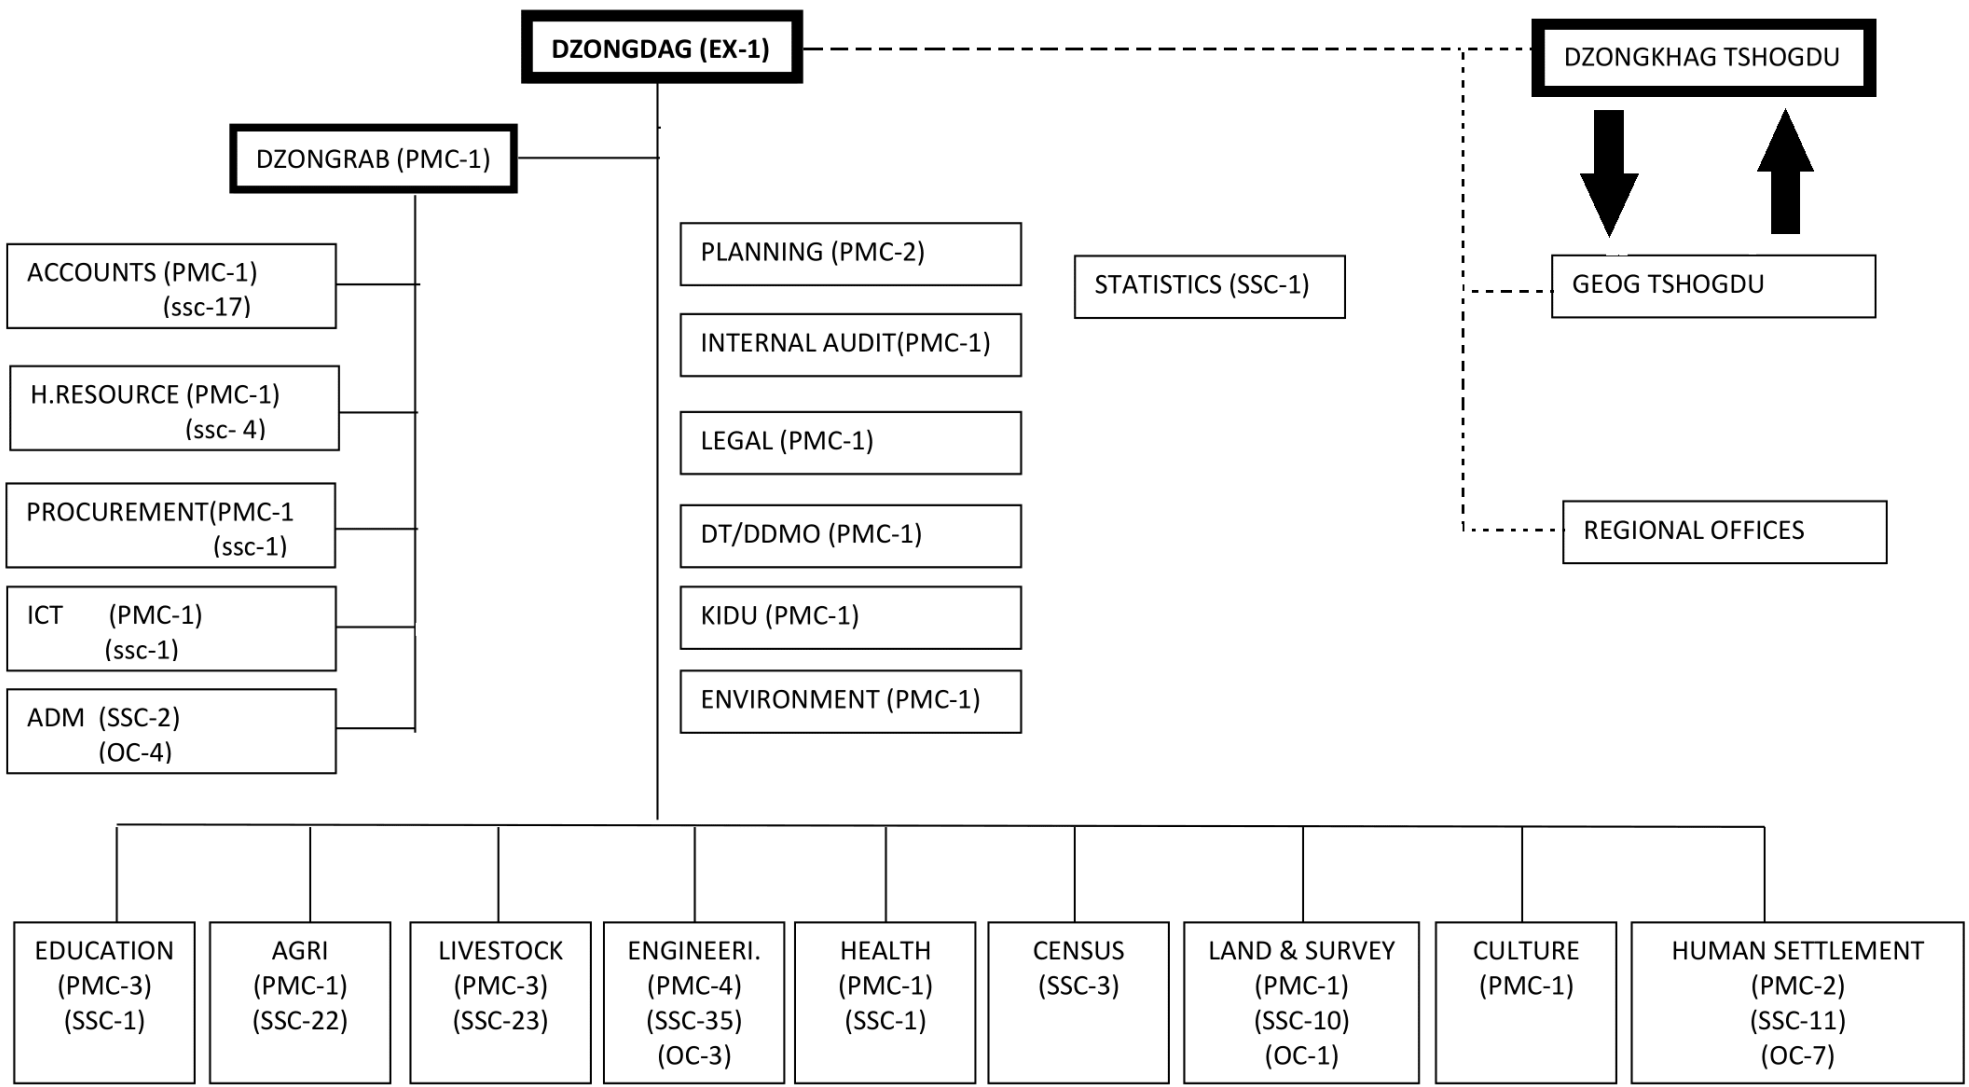 DZONGDAG (EX-1)
DZONGKHAG TSHOGDU
DZONGRAB (PMC-1)
ACCOUNTS (PMC-1)
(ssc-17)
H.RESOURCE (PMC-1)
(ssc- 4)
PROCUREMENT(PMC-1
(ssc-1)
ICT (PMC-1)
(ssc-1)
ADM (SSC-2)
(OC-4)
PLANNING (PMC-2)
INTERNAL AUDIT(PMC-1)
LEGAL (PMC-1)
DT/DDMO (PMC-1)
KIDU (PMC-1)
ENVIRONMENT (PMC-1)
STATISTICS (SSC-1)
GEOG TSHOGDU
REGIONAL OFFICES
EDUCATION
(PMC-3)
(SSC-1)
AGRI
(PMC-1)
(SSC-22)
LIVESTOCK
(PMC-3)
(SSC-23)
ENGINEERI.
(PMC-4)
(SSC-35)
(OC-3)
HEALTH
(PMC-1)
(SSC-1)
CENSUS
(SSC-3)
LAND & SURVEY
(PMC-1)
(SSC-10)
(OC-1)
CULTURE
(PMC-1)
HUMAN SETTLEMENT
(PMC-2)
(SSC-11)
(OC-7)